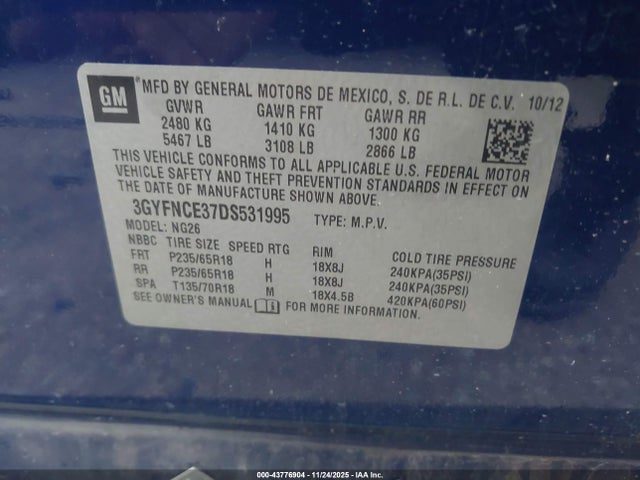 GM
*MFD BY GENERAL MOTORS DE MEXICO, S. DE R.L. DE C.V. 10/12
GVWR GAWR FRT GAWR RR
2480 KG 1410 KG 1300 KG
5467 LB 3108 LB 2866 LB
THIS VEHICLE CONFORMS TO ALL APPLICABLE U.S. FEDERAL MOTOR
VEHICLE SAFETY AND THEFT PREVENTION STANDARDS IN EFFECT ON
THE DATE OF MANUFACTURE SHOWN ABOVE.
3GYFNCE37DS531995 TYPE: M.P.V.
MODEL: NG26
NBBC TIRE SIZE SPEED RTG RIM COLD TIRE PRESSURE
FRT P235/65R18 H 18X8J 240KPA(35PSI)
RR P235/65R18 H 18X8J 240KPA(35PSI)
SPA T135/70R18 M 18X4.5B 420KPA(60PSI)
SEE OWNER'S MANUAL FOR MORE INFORMATION.
000-43776904 - 11/24/2025 - IAA Inc.